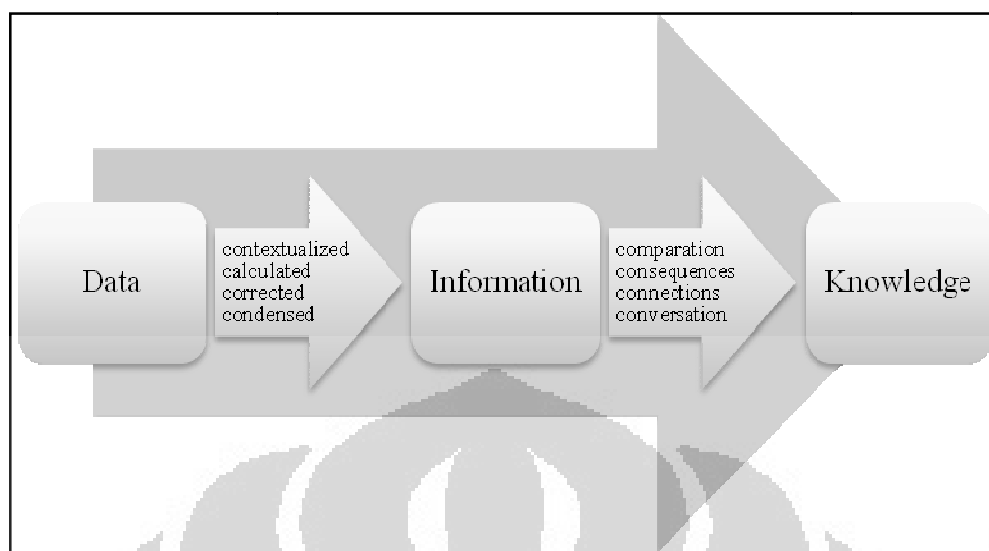 Data
contextualized
calculated
corrected
condensed
Information
comparation
consequences
connections
conversation
Knowledge